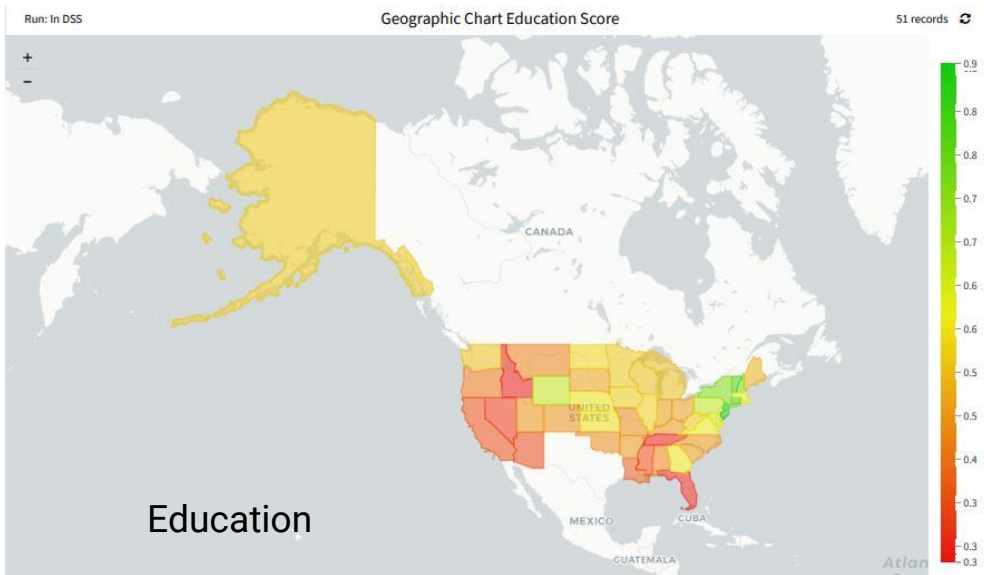 Run: In DSS
Geographic Chart Education Score
51 records
+
−
0.9
0.8
0.8
0.7
0.7
0.6
0.6
0.5
0.5
0.4
0.3
0.3
0.3
CANADA
UNITED
STATES
MEXICO
CUBA
GUATEMALA
Atlan
Education